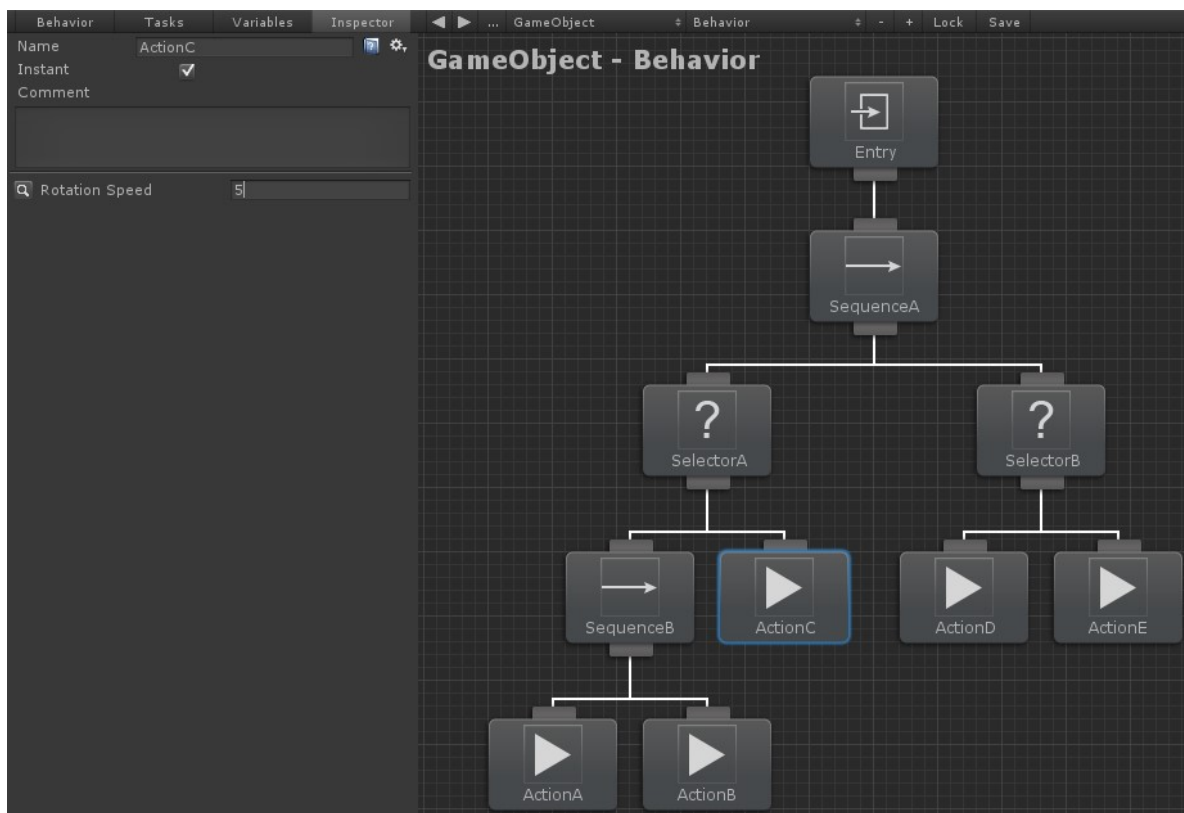 Behavior Tasks Variables Inspector ... GameObject Behavior - + Lock Save
Name ActionC
Instant
Comment
Rotation Speed 5
GameObject - Behavior
Entry
SequenceA
SelectorA SelectorB
?
?
SequenceB ActionC ActionD ActionE
ActionA ActionB